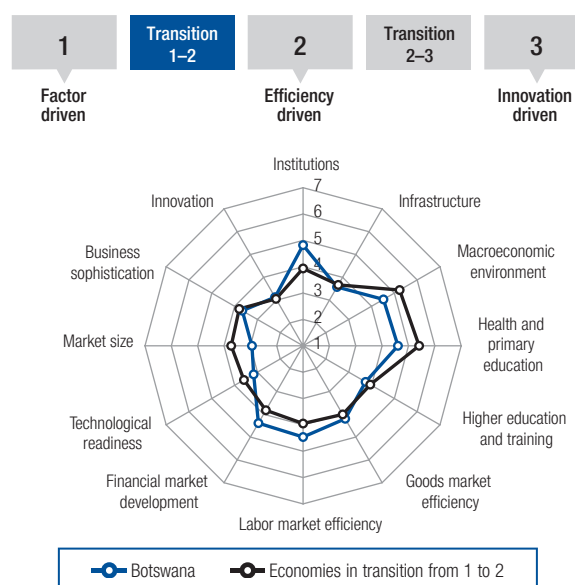 1
Transition
1–2
2
Transition
2–3
3
Factor
driven
Efficiency
driven
Innovation
driven
Institutions
Infrastructure
Macroeconomic
environment
Health and
primary
education
Higher education
and training
Goods market
efficiency
Labor market efficiency
Financial market
development
Technological
readiness
Market size
Business
sophistication
Innovation
7
6
5
4
3
2
1
Botswana
Economies in transition from 1 to 2